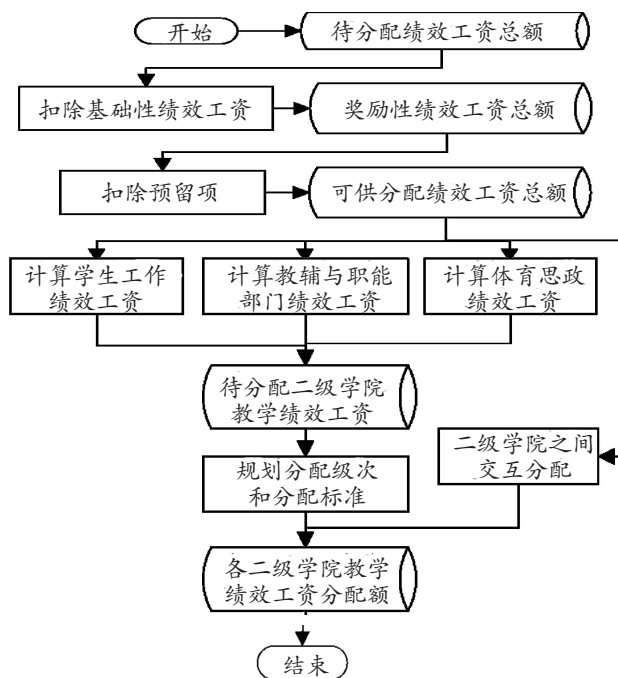 开始
待分配绩效工资总额
扣除基础性绩效工资
奖励性绩效工资总额
扣除预留项
可供分配绩效工资总额
计算学生工作
绩效工资
计算教辅与职能
部门绩效工资
计算体育思政
绩效工资
待分配二级学院
教学绩效工资
规划分配级次
和分配标准
二级学院之间
交互分配
各二级学院教学
绩效工资分配额
结束